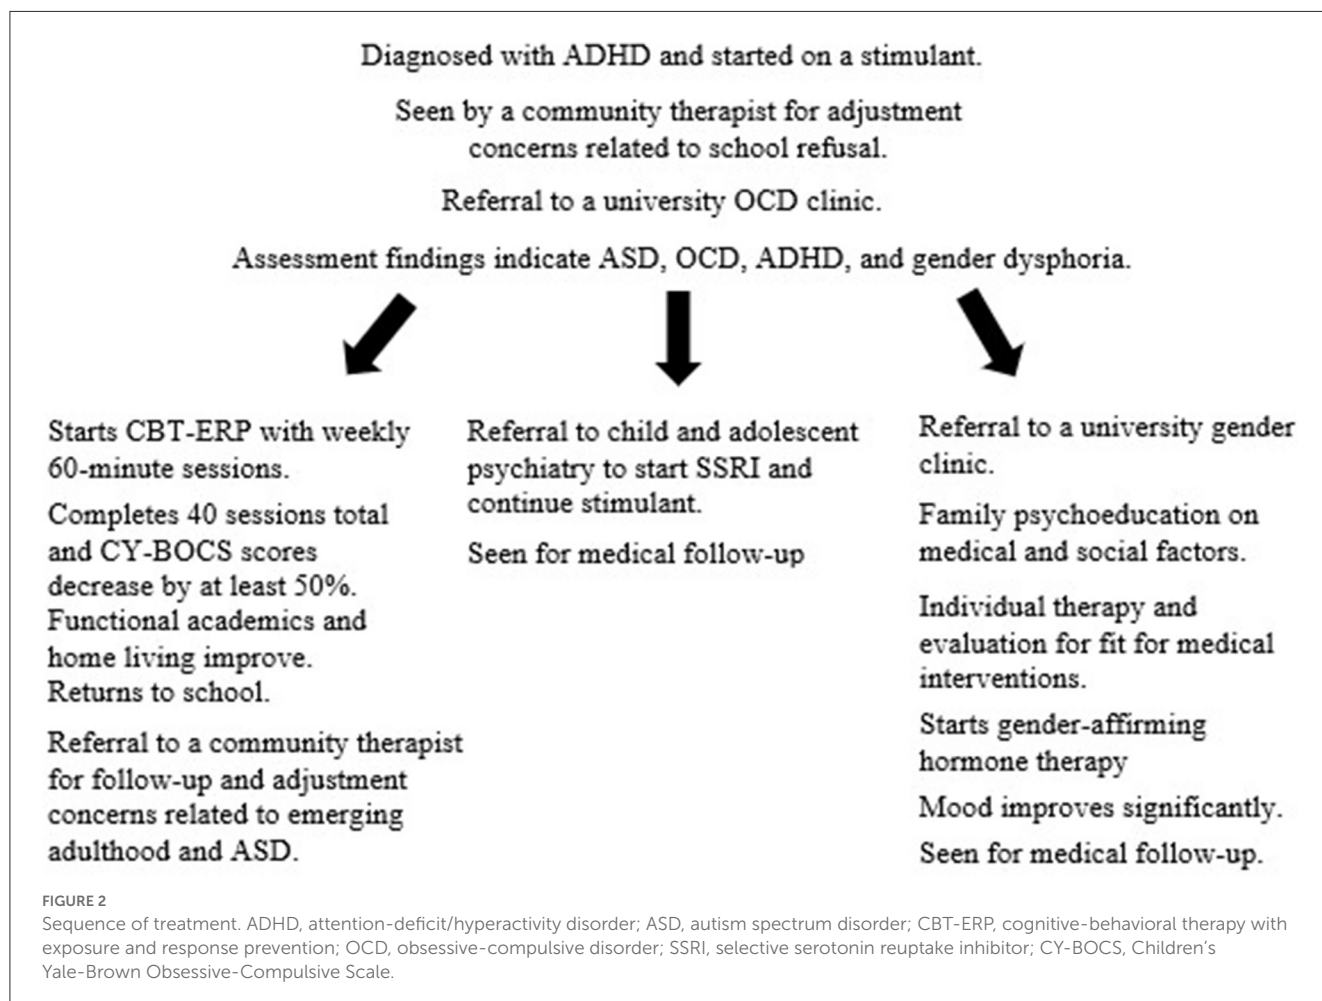 Diagnosed with ADHD and started on a stimulant.
Seen by a community therapist for adjustment
concerns related to school refusal.
Referral to a university OCD clinic.
Assessment findings indicate ASD, OCD, ADHD, and gender dysphoria.
Starts CBT-ERP with weekly
60-minute sessions.
Completes 40 sessions total
and CY-BOCS scores
decrease by at least 50%.
Functional academics and
home living improve.
Returns to school.
Referral to a community therapist
for follow-up and adjustment
concerns related to emerging
adulthood and ASD.
Referral to child and adolescent
psychiatry to start SSRI and
continue stimulant.
Seen for medical follow-up
Referral to a university gender
clinic.
Family psychoeducation on
medical and social factors.
Individual therapy and
evaluation for fit for medical
interventions.
Starts gender-affirming
hormone therapy
Mood improves significantly.
Seen for medical follow-up.
FIGURE 2
Sequence of treatment. ADHD, attention-deficit/hyperactivity disorder; ASD, autism spectrum disorder; CBT-ERP, cognitive-behavioral therapy with
exposure and response prevention; OCD, obsessive-compulsive disorder; SSRI, selective serotonin reuptake inhibitor; CY-BOCS, Children's
Yale-Brown Obsessive-Compulsive Scale.